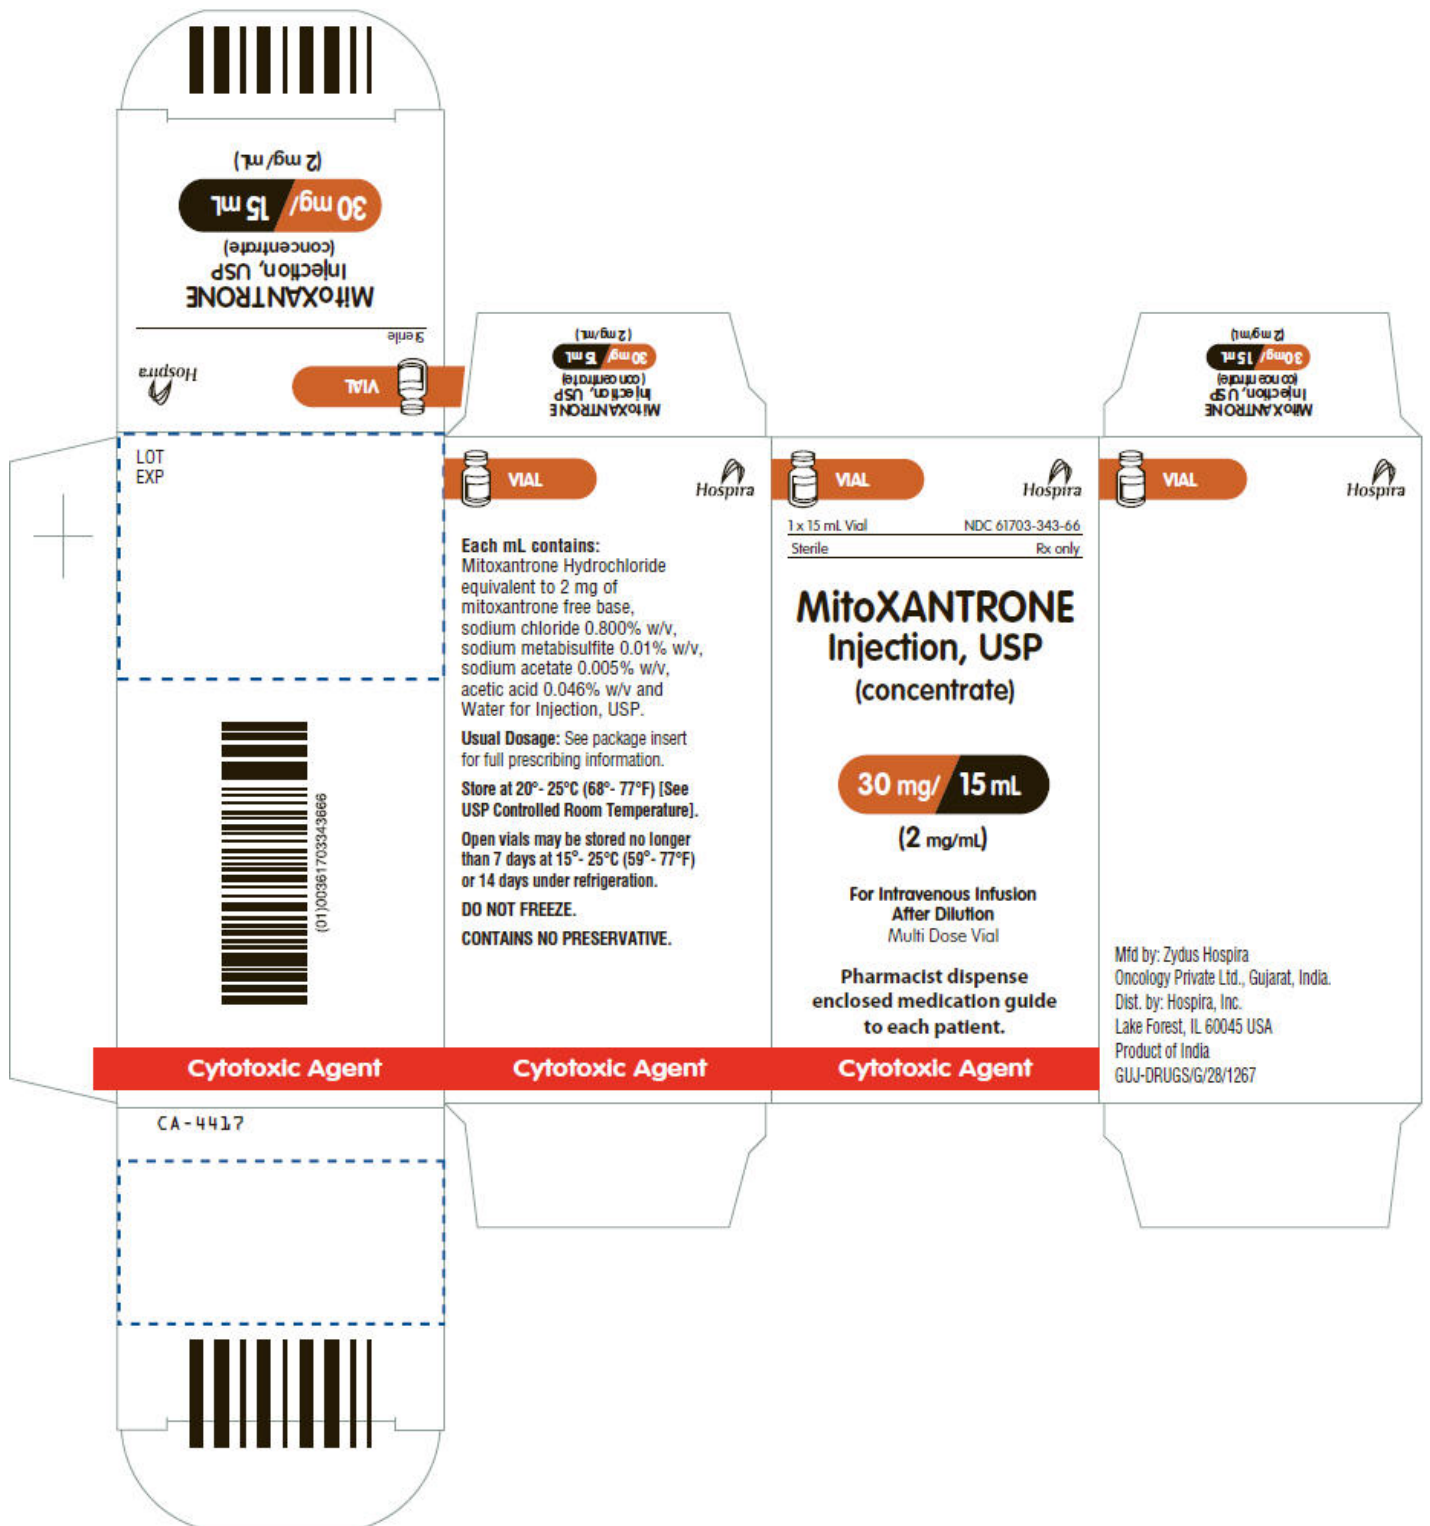 (2 mg/mL)
30 mg/ 15 mL
(concentrate)
Injection, USP
MitoXANTRONE
Sterile
Hospira
VIAL
(2 mg/mL)
30 mg/ 15 mL
(concentrate)
Injection, USP
MitoXANTRONE
(2 mg/mL)
30mg/ 15 mL
(concentrate)
Injection, USP
MitoXANTRONE
LOT
EXP
(01)00361703343666
Cytotoxic Agent
CA-4417
VIAL
Hospira
Each mL contains:
Mitoxantrone Hydrochloride
equivalent to 2 mg of
mitoxantrone free base,
sodium chloride 0.800% w/v,
sodium metabisulfite 0.01% w/v,
sodium acetate 0.005% w/v,
acetic acid 0.046% w/v and
Water for Injection, USP.
Usual Dosage: See package insert
for full prescribing information.
Store at 20°- 25°C (68°- 77°F) [See
USP Controlled Room Temperature].
Open vials may be stored no longer
than 7 days at 15°- 25°C (59°- 77°F)
or 14 days under refrigeration.
DO NOT FREEZE.
CONTAINS NO PRESERVATIVE.
Cytotoxic Agent
VIAL
Hospira
1 x 15 mL Vial NDC 61703-343-66
Sterile Rx only
MitoXANTRONE
Injection, USP
(concentrate)
30 mg/ 15 mL
(2 mg/mL)
For Intravenous Infusion
After Dilution
Multi Dose Vial
Pharmacist dispense
enclosed medication guide
to each patient.
Cytotoxic Agent
VIAL
Hospira
Mfd by: Zydus Hospira
Oncology Private Ltd., Gujarat, India.
Dist. by: Hospira, Inc.
Lake Forest, IL 60045 USA
Product of India
GUJ-DRUGS/G/28/1267